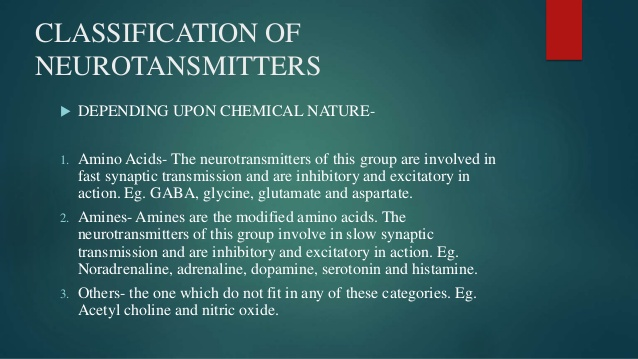 CLASSIFICATION OF
NEUROTANSMITTERS
DEPENDING UPON CHEMICAL NATURE-
1. Amino Acids- The neurotransmitters of this group are involved in
fast synaptic transmission and are inhibitory and excitatory in
action. Eg. GABA, glycine, glutamate and aspartate.
2. Amines- Amines are the modified amino acids. The
neurotransmitters of this group involve in slow synaptic
transmission and are inhibitory and excitatory in action. Eg.
Noradrenaline, adrenaline, dopamine, serotonin and histamine.
3. Others- the one which do not fit in any of these categories. Eg.
Acetyl choline and nitric oxide.